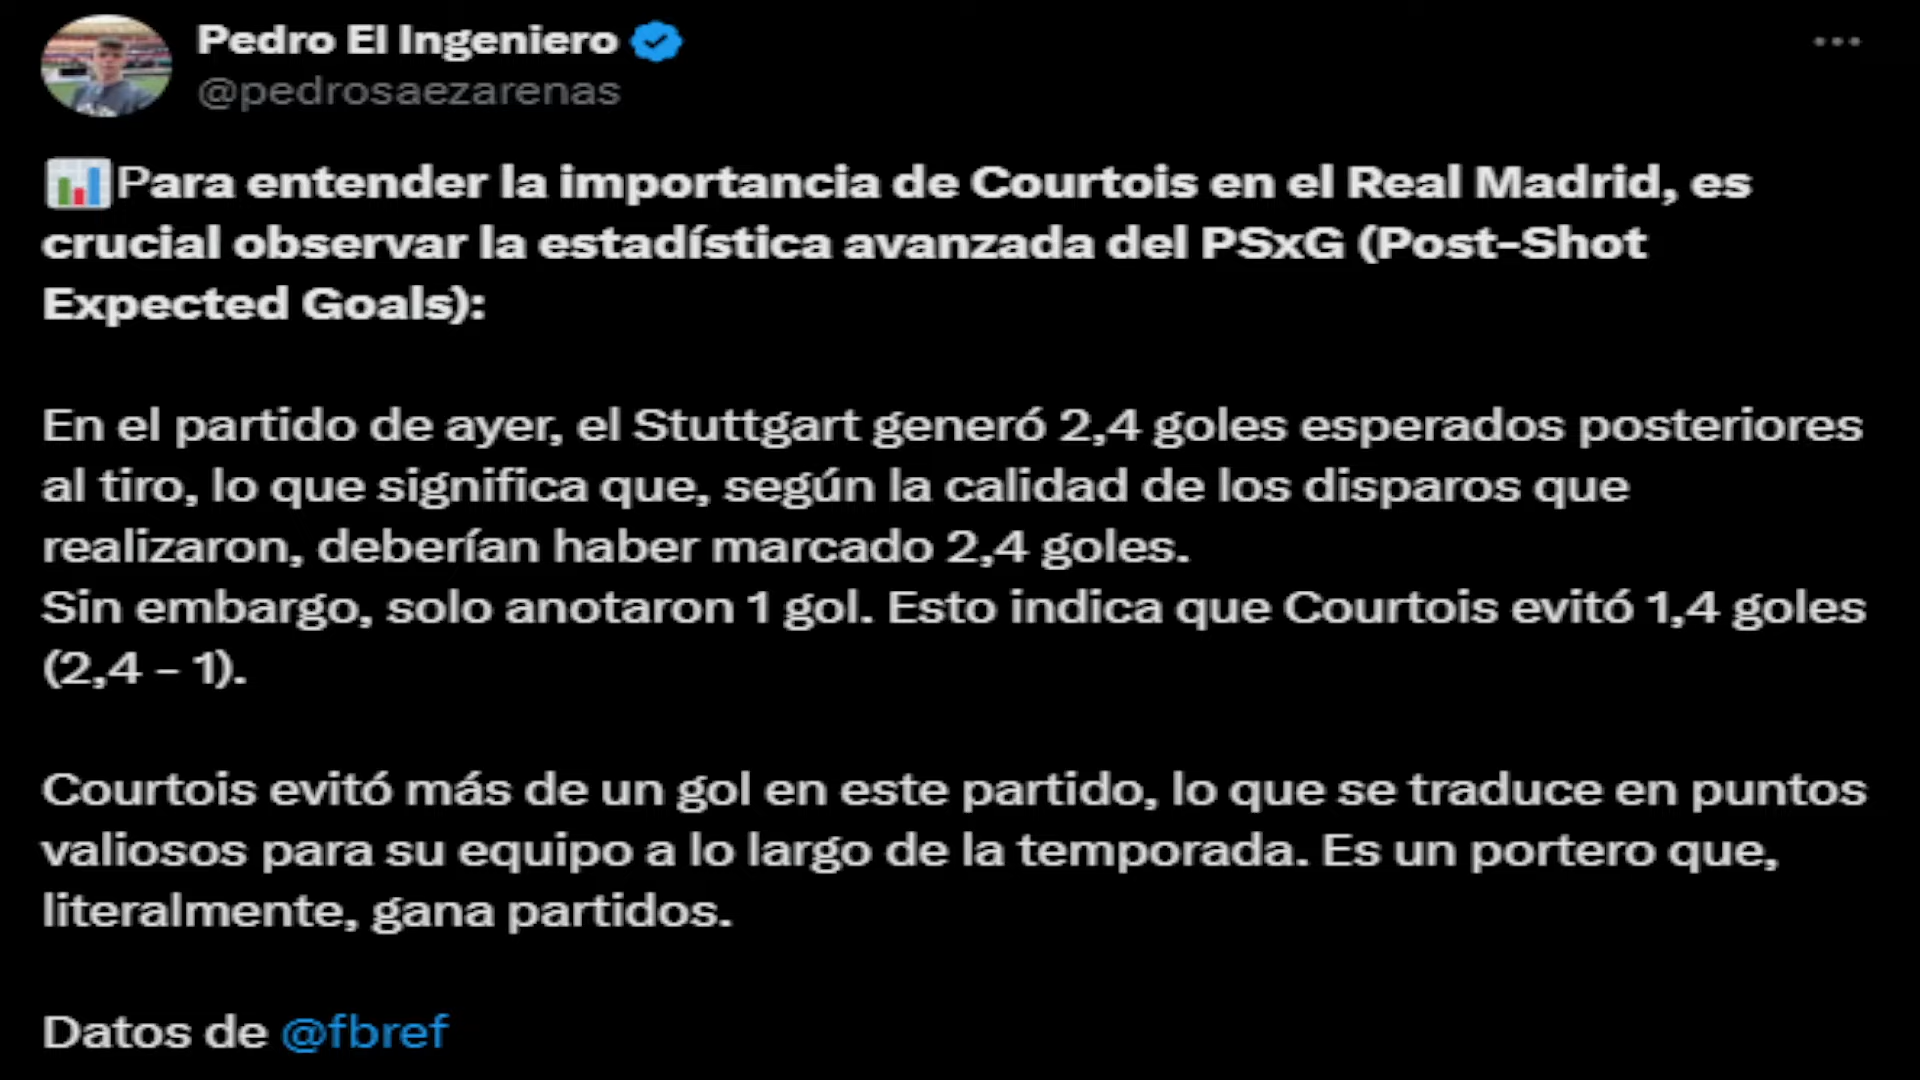 Pedro El Ingeniero
@pedrosaezarenas
Para entender la importancia de Courtois en el Real Madrid, es
crucial observar la estadística avanzada del PSxG (Post-Shot
Expected Goals):
En el partido de ayer, el Stuttgart generó 2,4 goles esperados posteriores
al tiro, lo que significa que, según la calidad de los disparos que
realizaron, deberían haber marcado 2,4 goles.
Sin embargo, solo anotaron 1 gol. Esto indica que Courtois evitó 1,4 goles
(2,4 - 1).
Courtois evitó más de un gol en este partido, lo que se traduce en puntos
valiosos para su equipo a lo largo de la temporada. Es un portero que,
literalmente, gana partidos.
Datos de @fbref